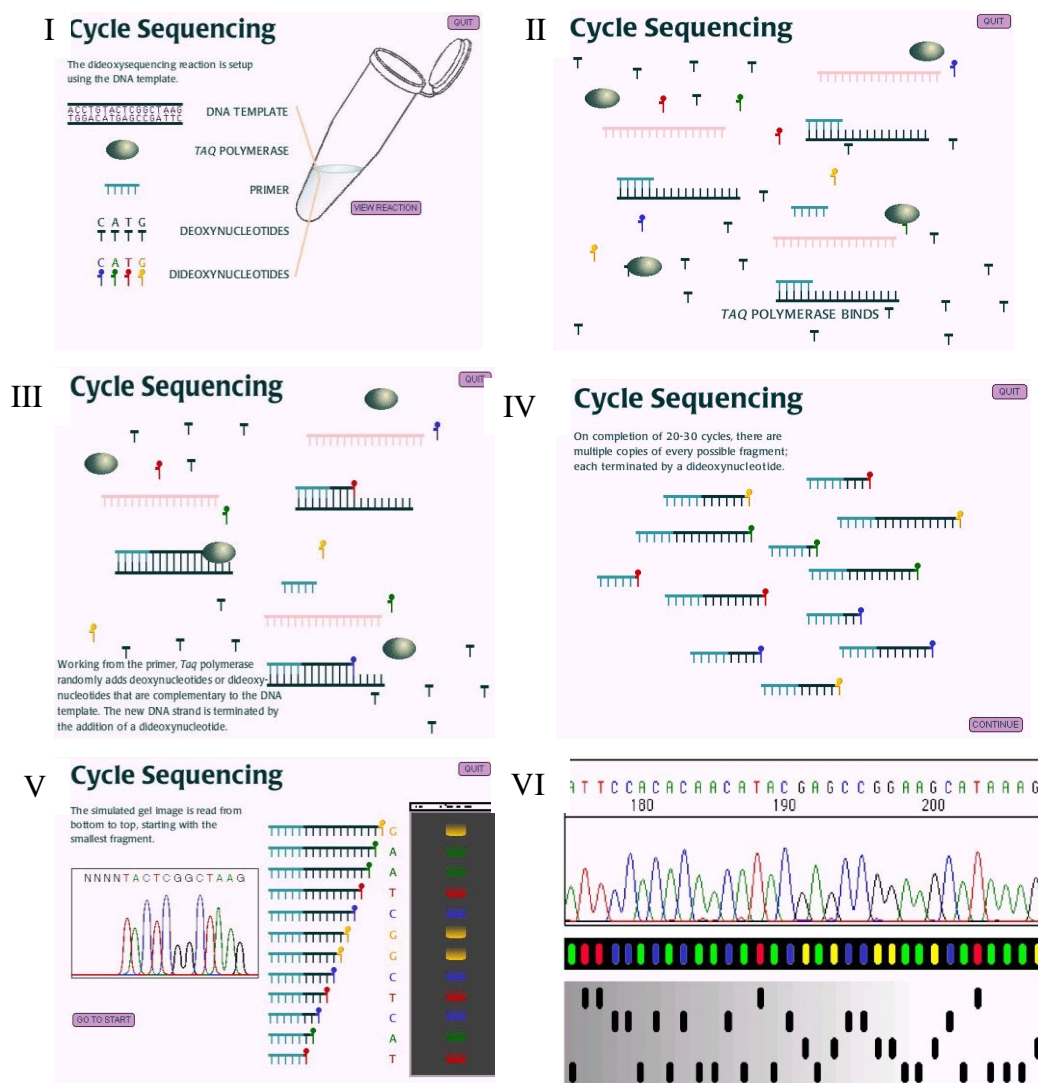 I
Cycle Sequencing
QUIT
The dideoxysequencing reaction is setup
using the DNA template.
ACCTGTACTCGGCTAAG
TGGACATGAGCCGATTC
DNA TEMPLATE
TAQ POLYMERASE
PRIMER
VIEW REACTION
C A T G
DEOXYNUCLEOTIDES
C A T G
DIDEOXYNUCLEOTIDES
II
Cycle Sequencing
QUIT
TAQ POLYMERASE BINDS
III
Cycle Sequencing
QUIT
Working from the primer, Taq polymerase
randomly adds deoxynucleotides or dideoxy-
nucleotides that are complementary to the DNA
template. The new DNA strand is terminated by
the addition of a dideoxynucleotide.
IV
Cycle Sequencing
QUIT
On completion of 20-30 cycles, there are
multiple copies of every possible fragment;
each terminated by a dideoxynucleotide.
CONTINUE
V
Cycle Sequencing
QUIT
The simulated gel image is read from
bottom to top, starting with the
smallest fragment.
NNNNTACTCGGCTAAG
GO TO START
G
A
A
T
C
G
G
C
T
C
A
T
VI
ATTCCACACAACATACGAGCCGGAAGCATAAAG
180 190 200